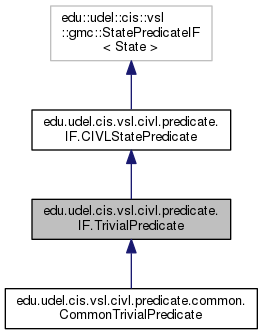 edu::udel::cis::vsl
::gmc::StatePredicateIF
< State >
edu.udel.cis.vsl.civl.predicate.
IF.CIVLStatePredicate
edu.udel.cis.vsl.civl.predicate.
IF.TrivialPredicate
edu.udel.cis.vsl.civl.predicate.common.
CommonTrivialPredicate